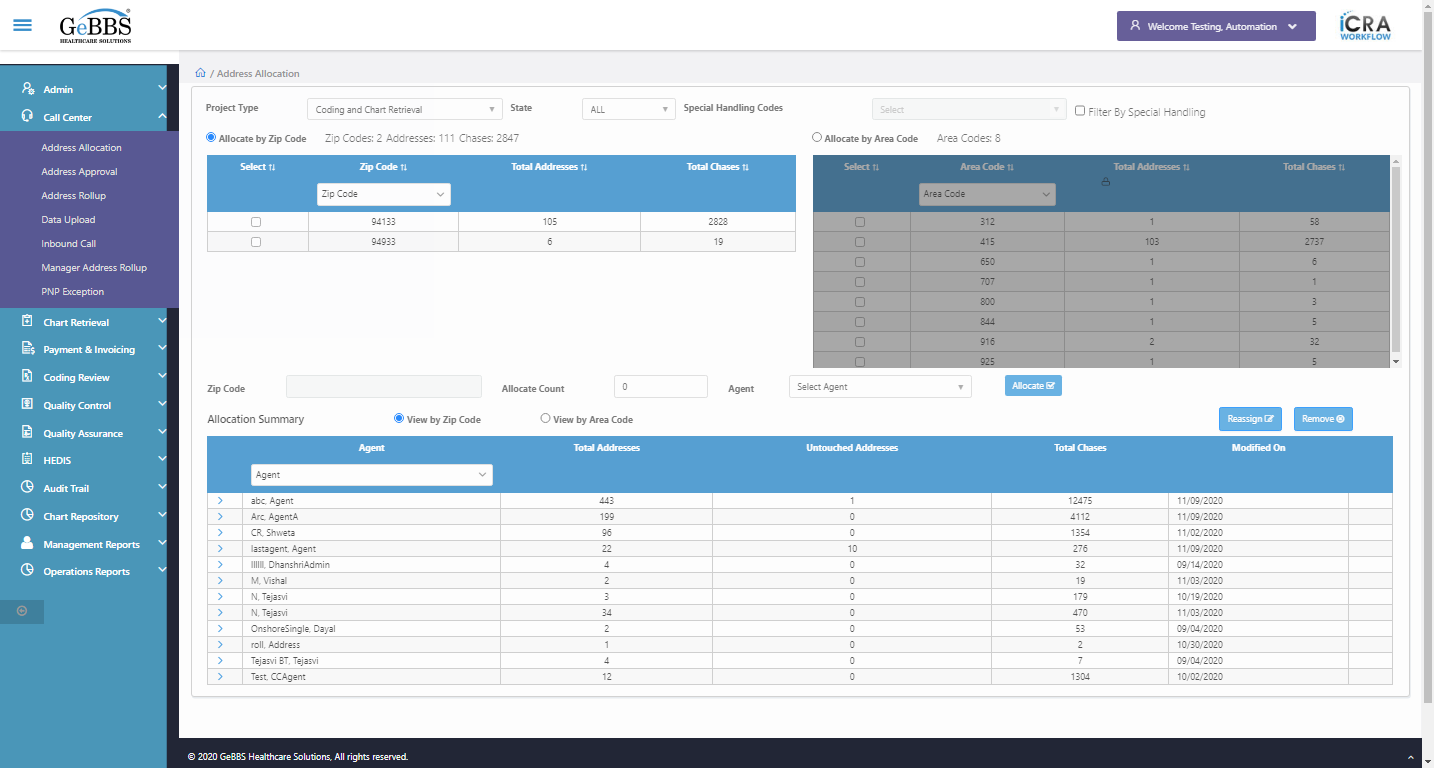 GeBBS
HEALTHCARE SOLUTIONS
Welcome Testing, Automation
iCRA
WORKFLOW
Admin
Call Center
Address Allocation
Address Approval
Address Rollup
Data Upload
Inbound Call
Manager Address Rollup
PNP Exception
Chart Retrieval
Payment & Invoicing
Coding Review
Quality Control
Quality Assurance
HEDIS
Audit Trail
Chart Repository
Management Reports
Operations Reports
/ Address Allocation
Project Type Coding and Chart Retrieval State ALL Special Handling Codes Select Filter By Special Handling
Allocate by Zip Code Zip Codes: 2 Addresses: 111 Chases: 2847
Select Zip Code Total Addresses Total Chases
Zip Code
94133 105 2828
94933 6 19
Allocate by Area Code Area Codes: 8
Select Area Code Total Addresses Total Chases
Area Code
312 1 58
415 103 2737
650 1 6
707 1 1
800 1 3
844 1 5
916 2 32
925 1 5
Zip Code Allocate Count 0 Agent Select Agent Allocate
Allocation Summary View by Zip Code View by Area Code Reassign Remove
Agent Total Addresses Untouched Addresses Total Chases Modified On
Agent
abc, Agent 443 1 12475 11/09/2020
Arc, AgentA 199 0 4112 11/09/2020
CR, Shweta 96 0 1354 11/02/2020
lastagent, Agent 22 10 276 11/09/2020
DhanshriAdmin 4 0 32 09/14/2020
M, Vishal 2 0 19 11/03/2020
N, Tejasvi 3 0 179 10/19/2020
N, Tejasvi 34 0 470 11/03/2020
OnshoreSingle, Dayal 2 0 53 09/04/2020
roll, Address 1 0 2 10/30/2020
Tejasvi BT, Tejasvi 4 0 7 09/04/2020
Test, CCAgent 12 0 1304 10/02/2020
© 2020 GeBBS Healthcare Solutions, All rights reserved.